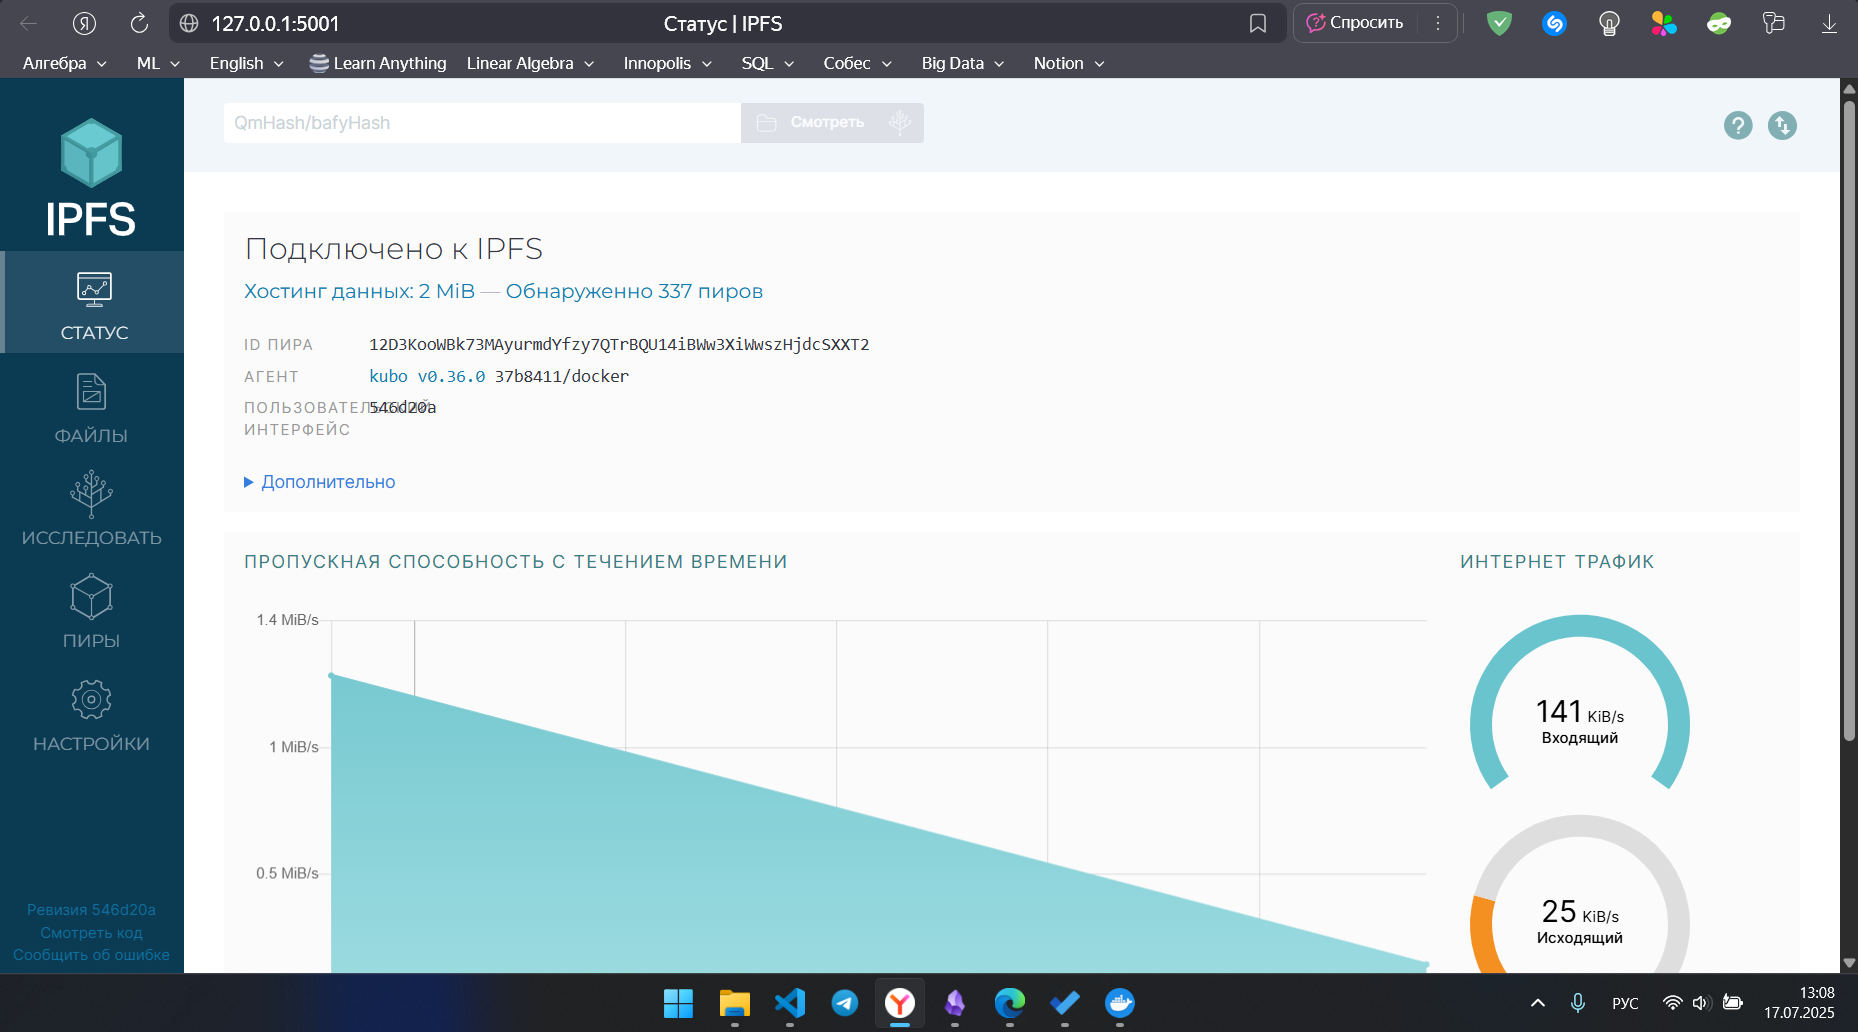 127.0.0.1:5001
Статус | IPFS
Спросить
Алгебра
ML
English
Learn Anything
Linear Algebra
Innopolis
SQL
Собес
Big Data
Notion
QmHash/bafyHash
Смотреть
IPFS
СТАТУС
ФАЙЛЫ
ИССЛЕДОВАТЬ
ПИРЫ
НАСТРОЙКИ
Ревизия 546d20a
Смотреть код
Сообщить об ошибке
Подключено к IPFS
Хостинг данных: 2 MiB — Обнаруженно 337 пиров
ID ПИРА 12D3KooWBk73MAyurmdYfzy7QTrBQU14iBWw3XiWwszHjdcSXXT2
АГЕНТ kubo v0.36.0 37b8411/docker
ПОЛЬЗОВАТЕЛЬСКИЙ 546d20a
ИНТЕРФЕЙС
Дополнительно
ПРОПУСКНАЯ СПОСОБНОСТЬ С ТЕЧЕНИЕМ ВРЕМЕНИ
1.4 MiB/s
1 MiB/s
0.5 MiB/s
ИНТЕРНЕТ ТРАФИК
141 KiB/s
Входящий
25 KiB/s
Исходящий
РУС
13:08
17.07.2025